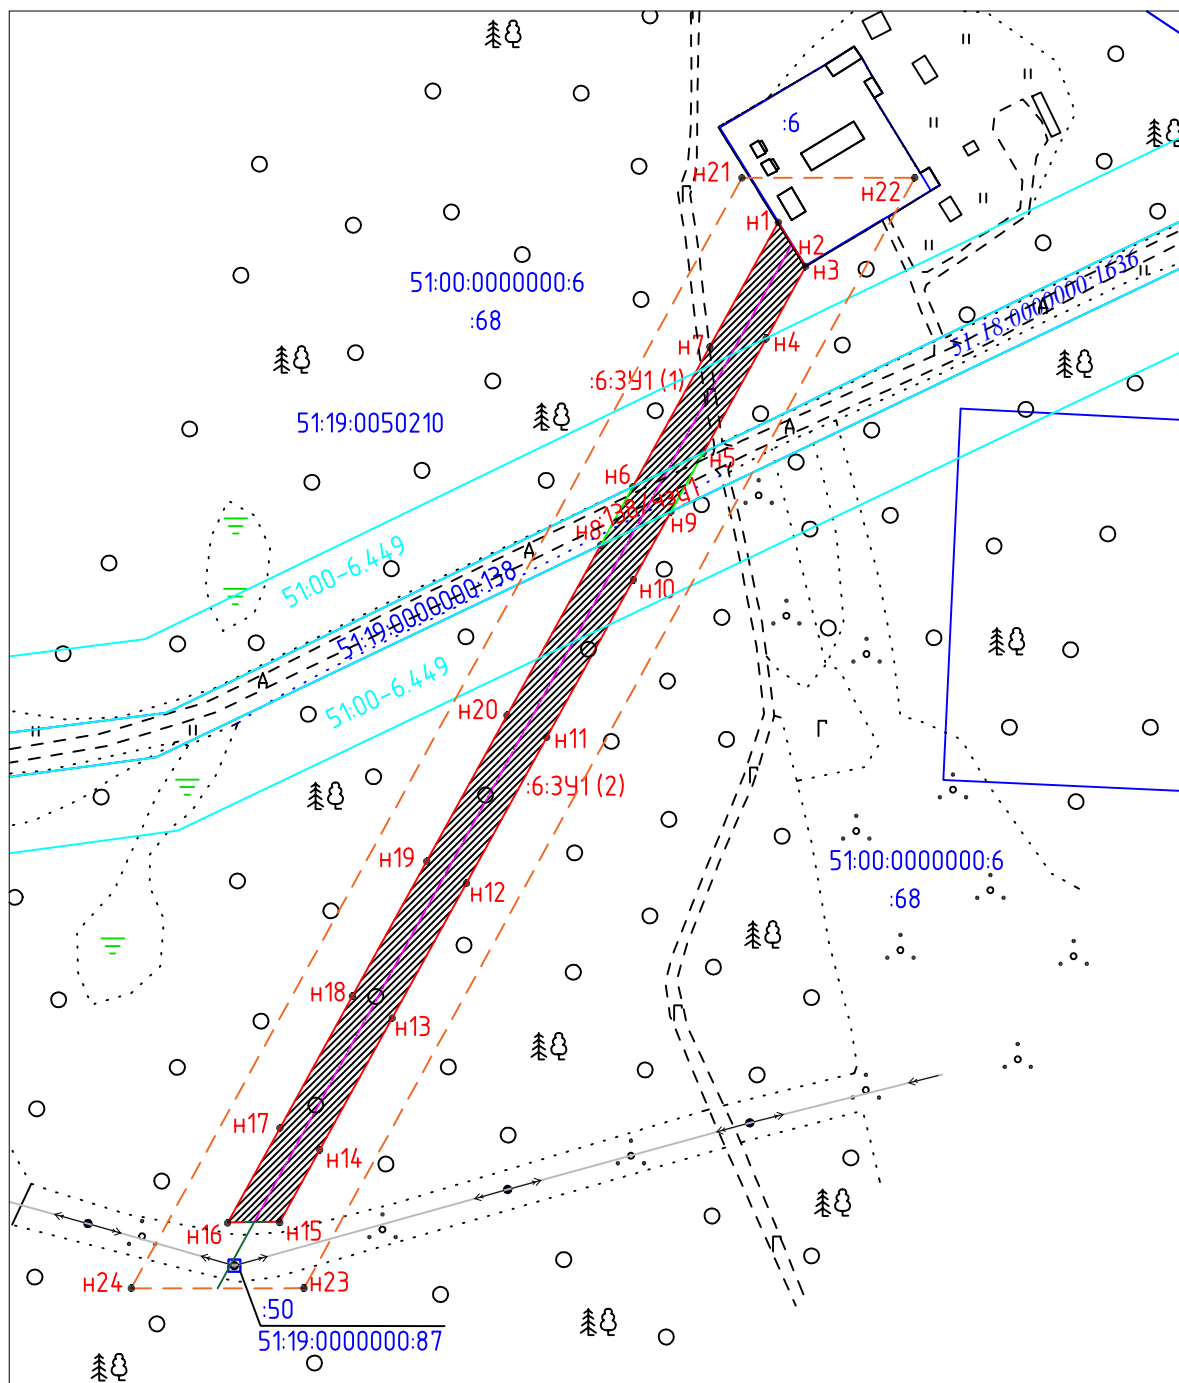 :6
н21
н22
н1
н2
н3
51:00:0000000:6
:68
51:18:0000000:1636
н7
н4
:6:ЗУ1 (1)
51:19:0050210
А
А
н5
н6
н8
н9
51:00-6.449
А
н10
51:19:0000000:138
51:00-6.449
А
н20
н11
Г
:6:ЗУ1 (2)
Г
51:00:0000000:6
:68
н19
н12
н18
н13
Г
н17
н14
н16
н15
Г
н24
н23
:50
51:19:0000000:87